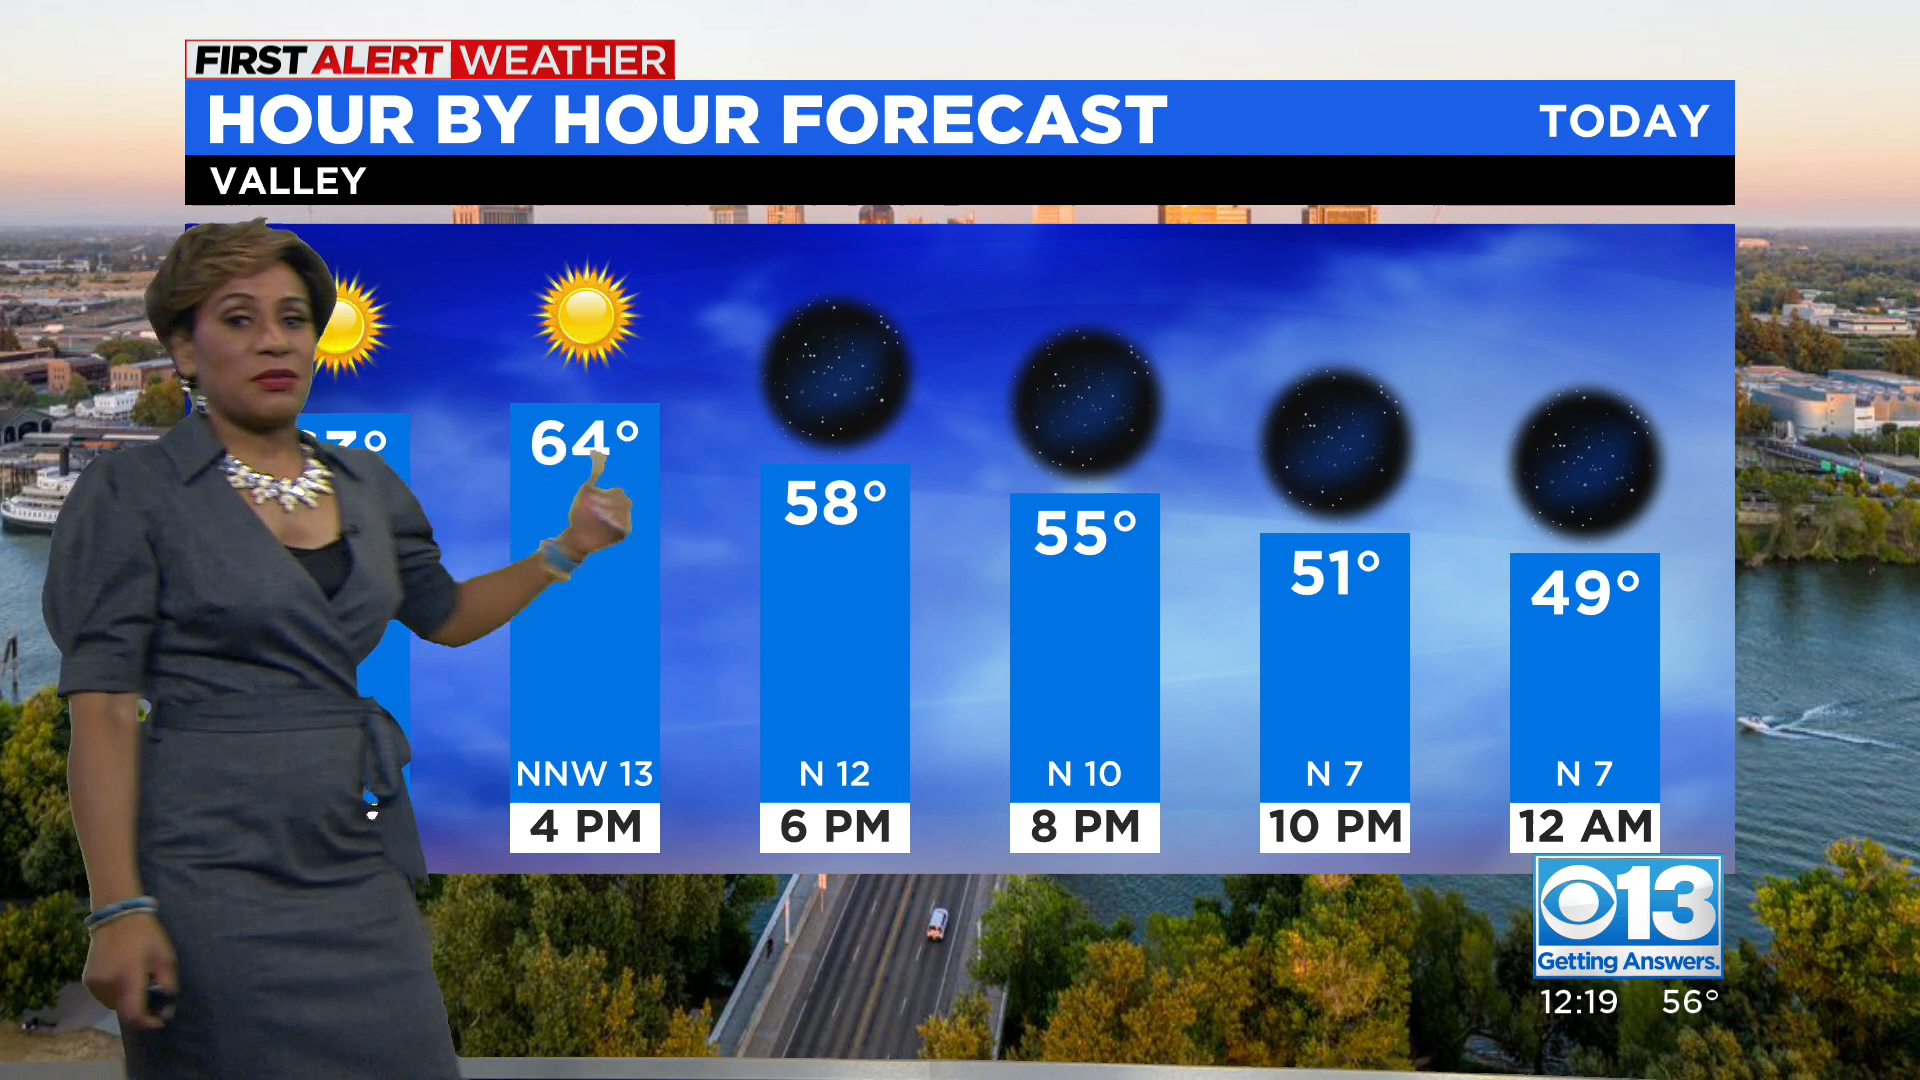 FIRST ALERT WEATHER
HOUR BY HOUR FORECAST
TODAY
VALLEY
64°
58°
55°
51°
49°
NNW 13
N 12
N 10
N 7
N 7
4 PM
6 PM
8 PM
10 PM
12 AM
13
Getting Answers.
12:19 56°